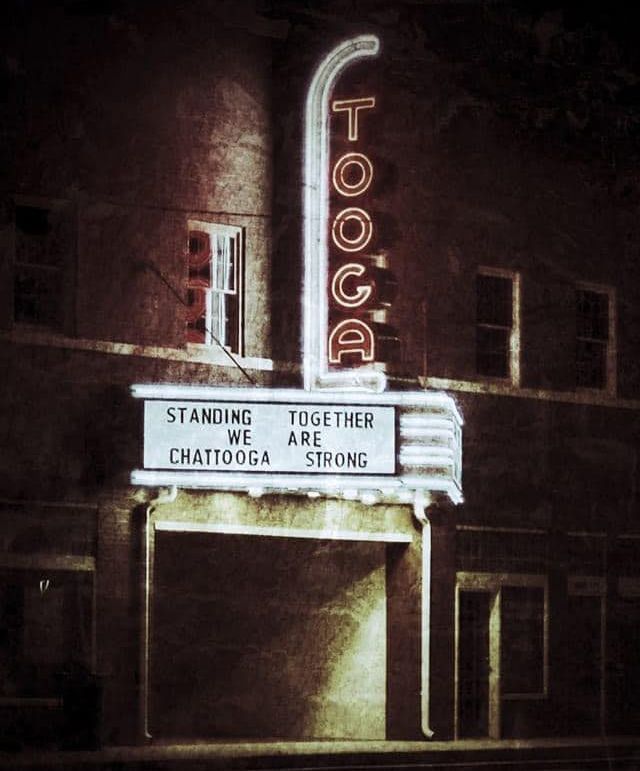 TOOGA
STANDING TOGETHER
WE ARE
CHATTOOGA STRONG